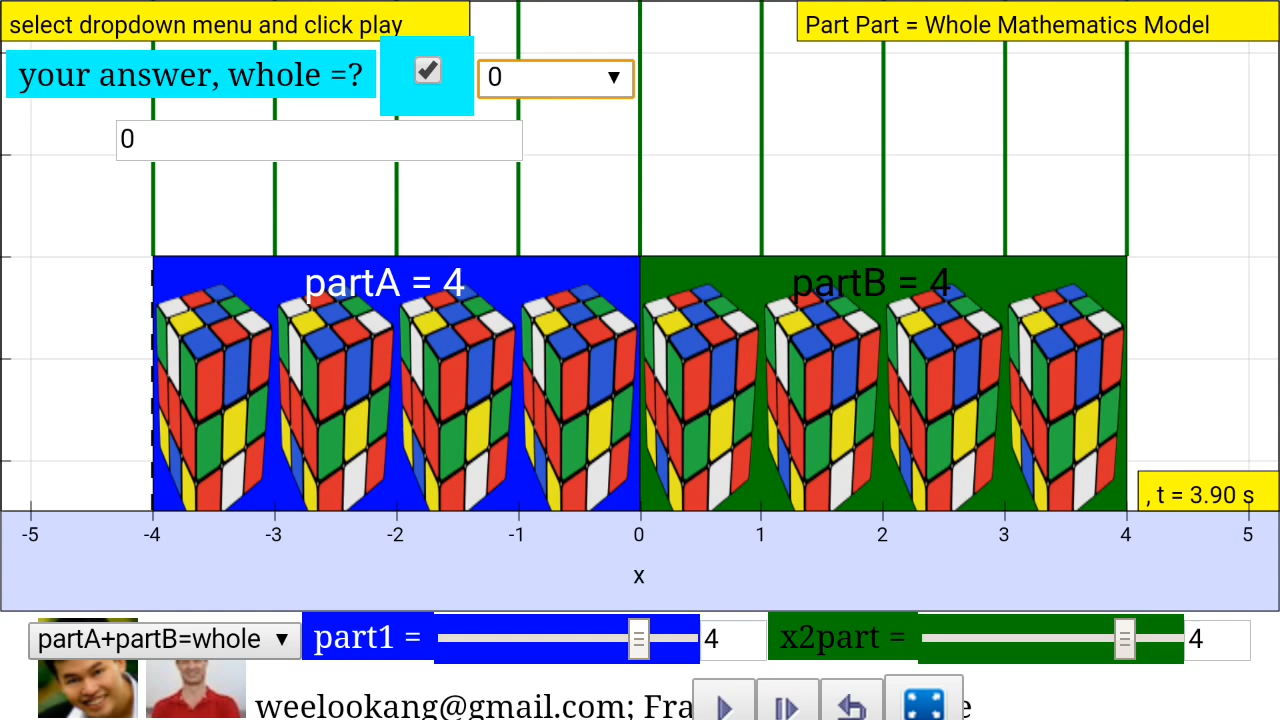 select dropdown menu and click play
Part Part = Whole Mathematics Model
your answer, whole =?
0
0
partA = 4
partB = 4
, t = 3.90 s
-5 -4 -3 -2 -1 0 1 2 3 4 5
x
partA+partB=whole
part1 =
4
x2part =
4
weelookang@gmail.com; Fra